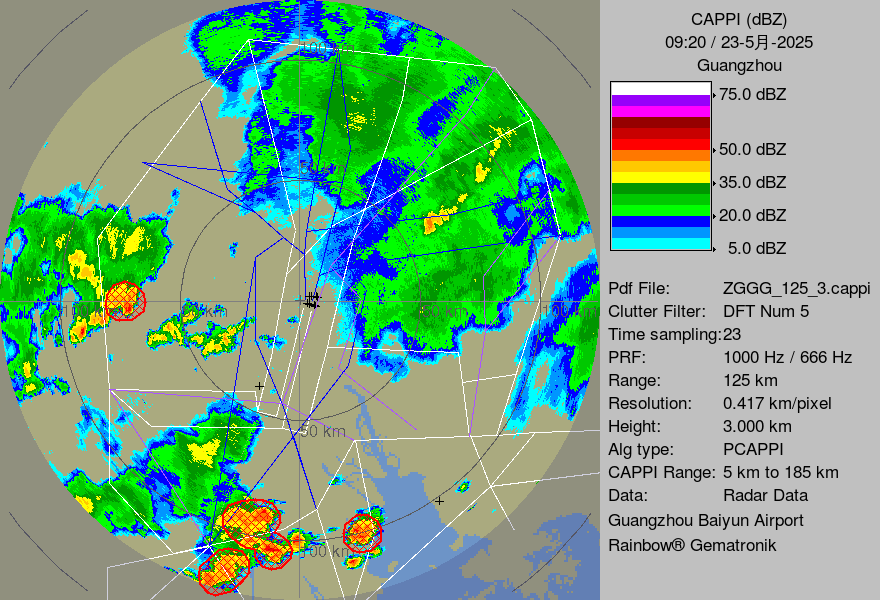 CAPPI (dBZ)
09:20 / 23-5月-2025
Guangzhou
75.0 dBZ
50.0 dBZ
35.0 dBZ
20.0 dBZ
5.0 dBZ
Pdf File: ZGGG_125_3.cappi
Clutter Filter: DFT Num 5
Time sampling:23
PRF: 1000 Hz / 666 Hz
Range: 125 km
Resolution: 0.417 km/pixel
Height: 3.000 km
Alg type: PCAPPI
CAPPI Range: 5 km to 185 km
Data: Radar Data
Guangzhou Baiyun Airport
Rainbow® Gematronik
100 km
50 km
50 km
100 km
50 km
100 km